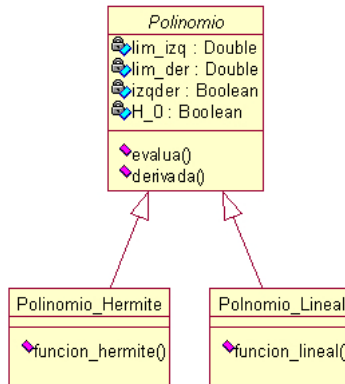 Polinomio
lim_izq : Double
lim_der : Double
izqder : Boolean
H_0 : Boolean
evalua()
derivada()
Polinomio_Hermite
funcion_hermite()
Polnomio_Lineal
funcion_lineal()